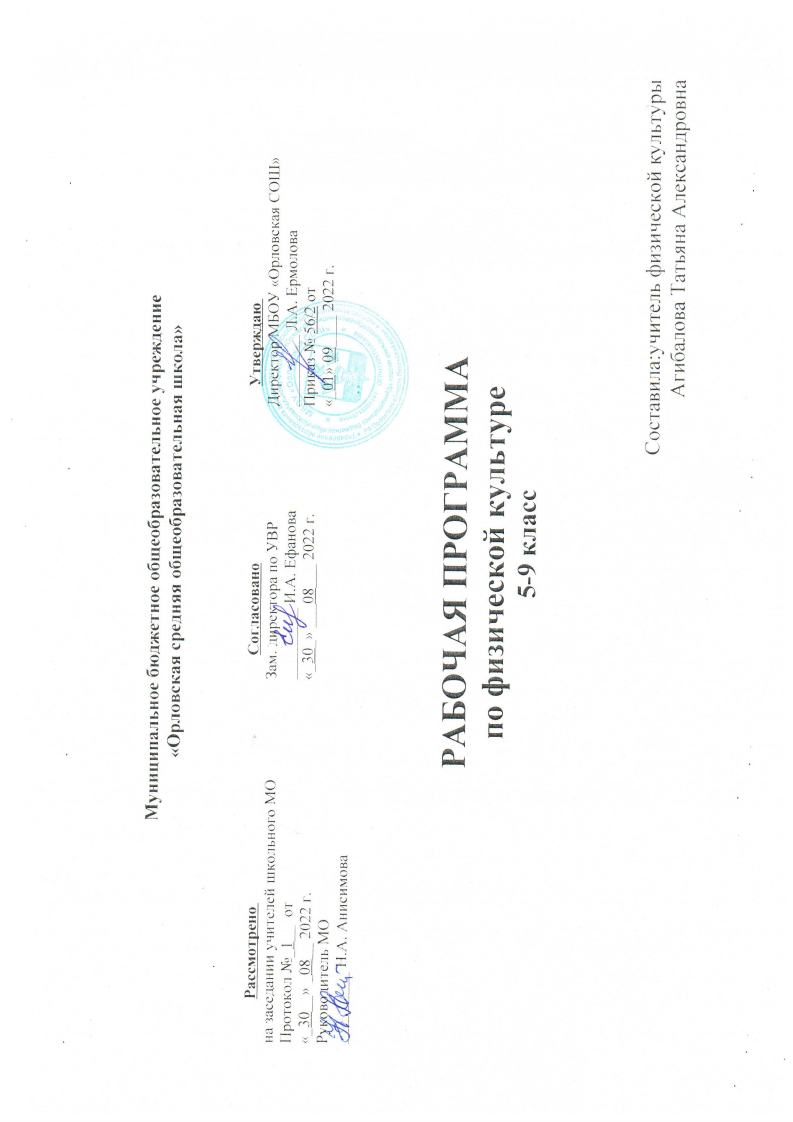 Муниципальное бюджетное общеобразовательное учреждение
«Орловская средняя общеобразовательная школа»
Рассмотрено
на заседании учителей школьного МО
Протокол № 1 от
« 30 » 08 2022 г.
Руководитель МО
Н.А. Анисимова
Согласовано
Зам. директора по УВР
И.А. Ефанова
« 30 » 08 2022 г.
Утверждаю
Директор МБОУ «Орловская СОШ»
Л.А. Ермолова
Приказ № 56/2 от
« 01 » 09 2022 г.
РАБОЧАЯ ПРОГРАММА
по физической культуре
5-9 класс
Составила:учитель физической культуры
Агибалова Татьяна Александровна